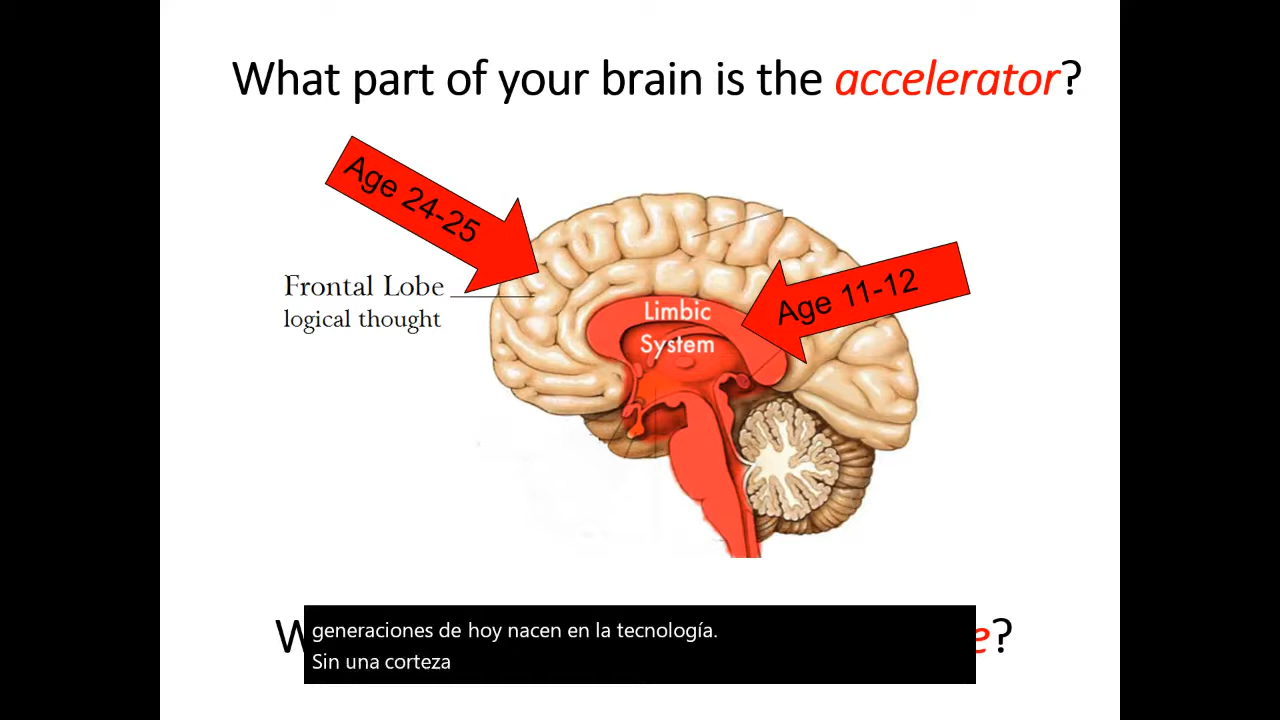 What part of your brain is the accelerator?
Age 24-25
Frontal Lobe
logical thought
Limbic
System
Age 11-12
generaciones de hoy nacen en la tecnología.
Sin una corteza